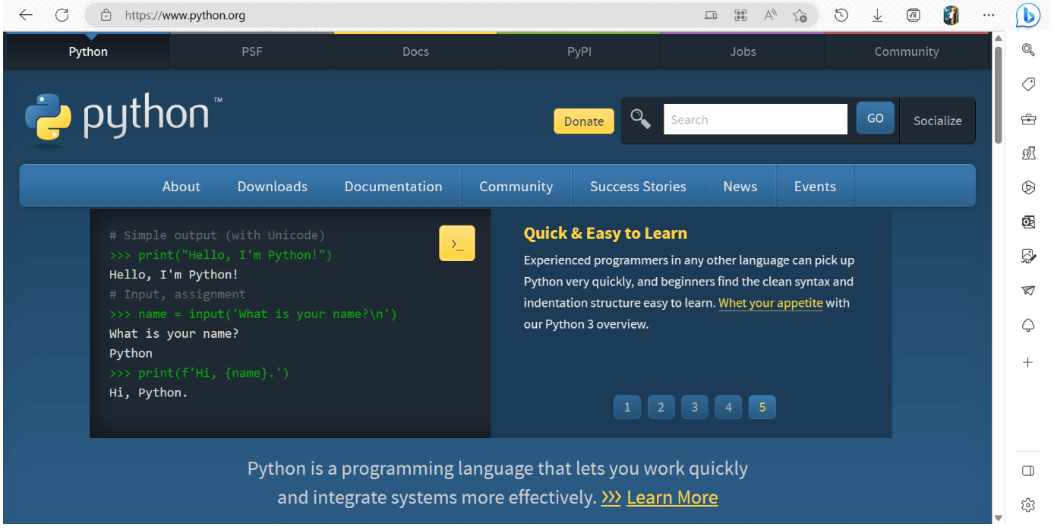 https://www.python.org
Python PSF Docs PyPI Jobs Community
python™
Donate Search GO Socialize
About Downloads Documentation Community Success Stories News Events
# Simple output (with Unicode)
>>> print("Hello, I'm Python!")
Hello, I'm Python!
# Input, assignment
>>> name = input('What is your name?\n')
What is your name?
Python
>>> print(f'Hi, {name}.')
Hi, Python.
>_
Quick & Easy to Learn
Experienced programmers in any other language can pick up
Python very quickly, and beginners find the clean syntax and
indentation structure easy to learn. Whet your appetite with
our Python 3 overview.
1 2 3 4 5
Python is a programming language that lets you work quickly
and integrate systems more effectively. >>> Learn More